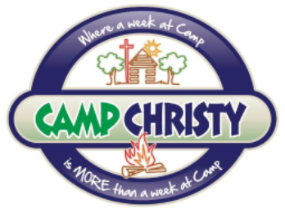 Where a week at Camp
CAMP CHRISTY
is MORE than a week at Camp